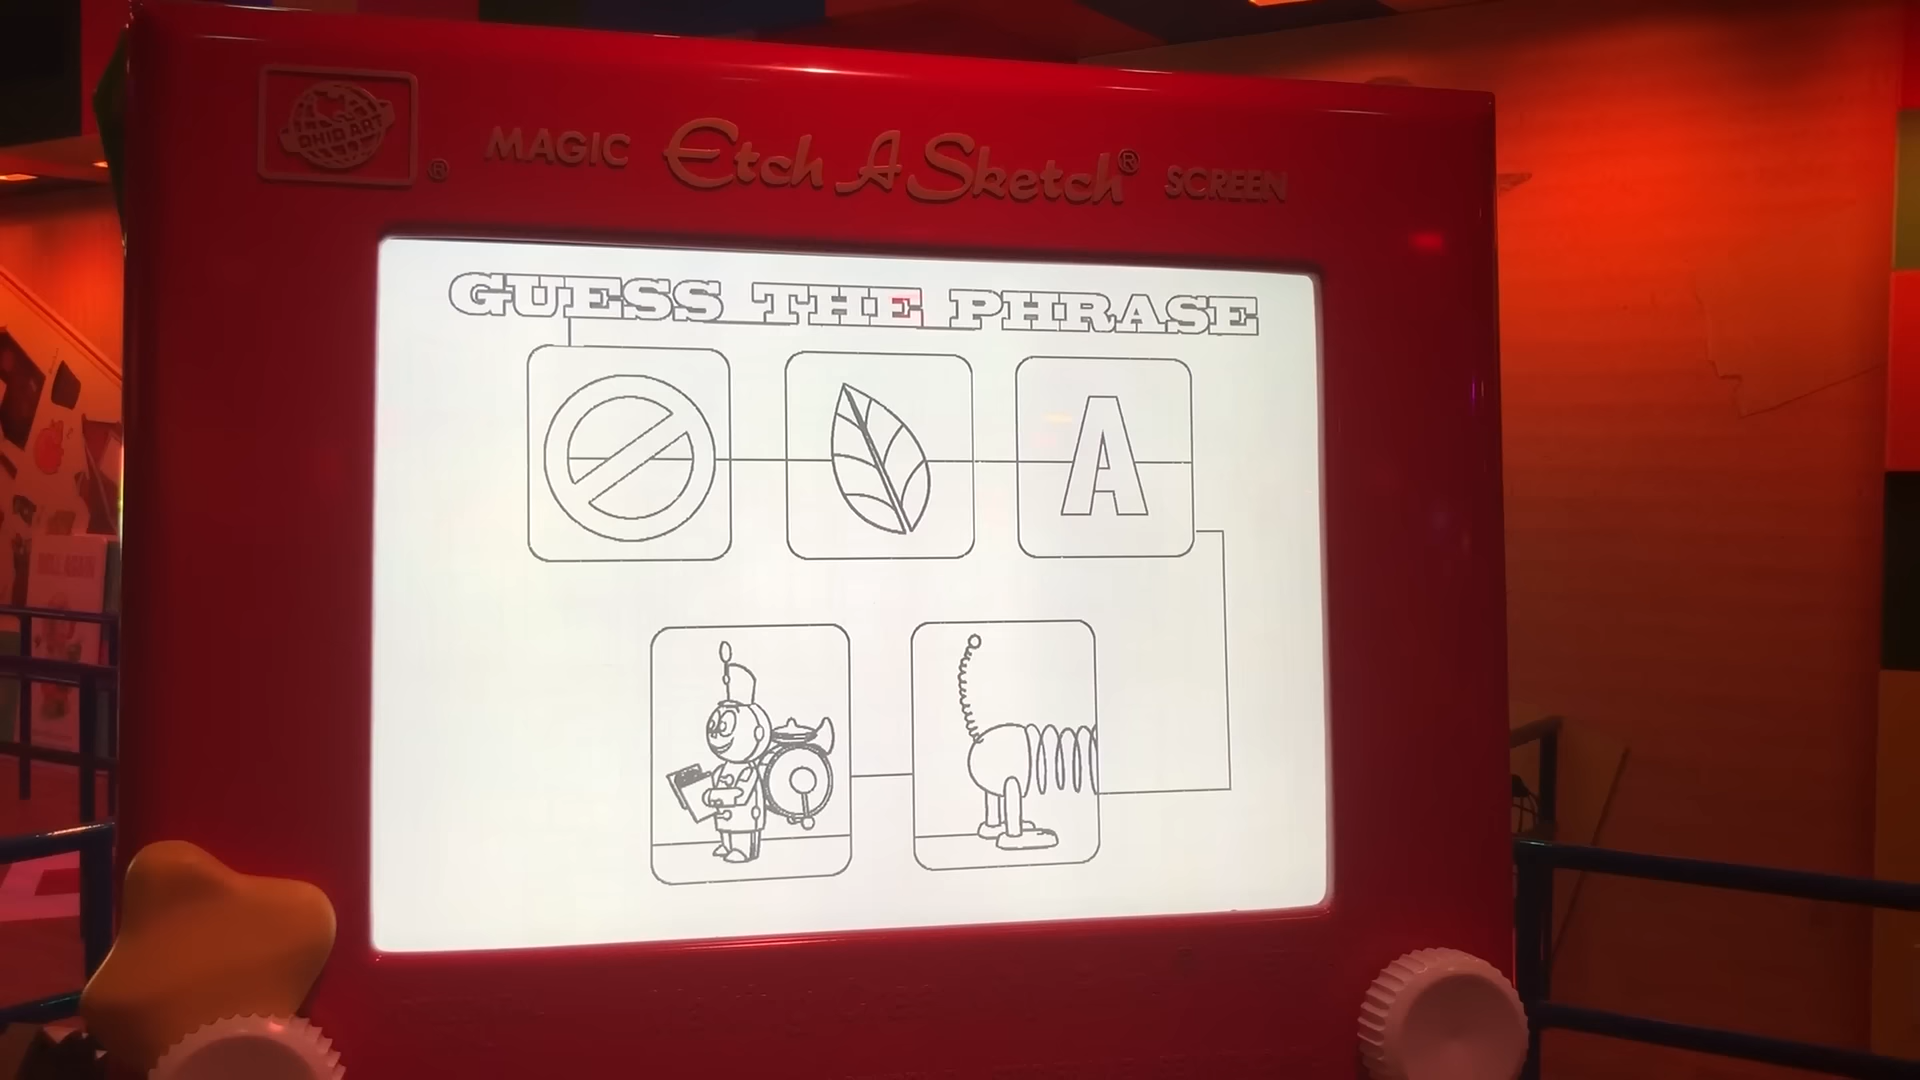 OHIO ART
®
MAGIC Etch A Sketch® SCREEN
GUESS THE PHRASE
A